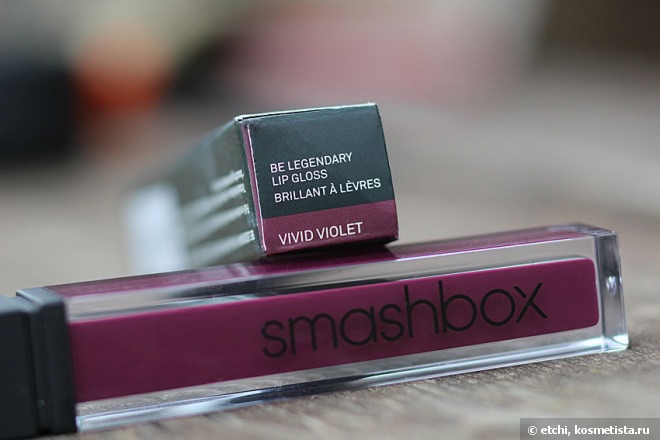 BE LEGENDARY
LIP GLOSS
BRILLANT À LÈVRES
VIVID VIOLET
smashbox
© etchi, kosmetista.ru